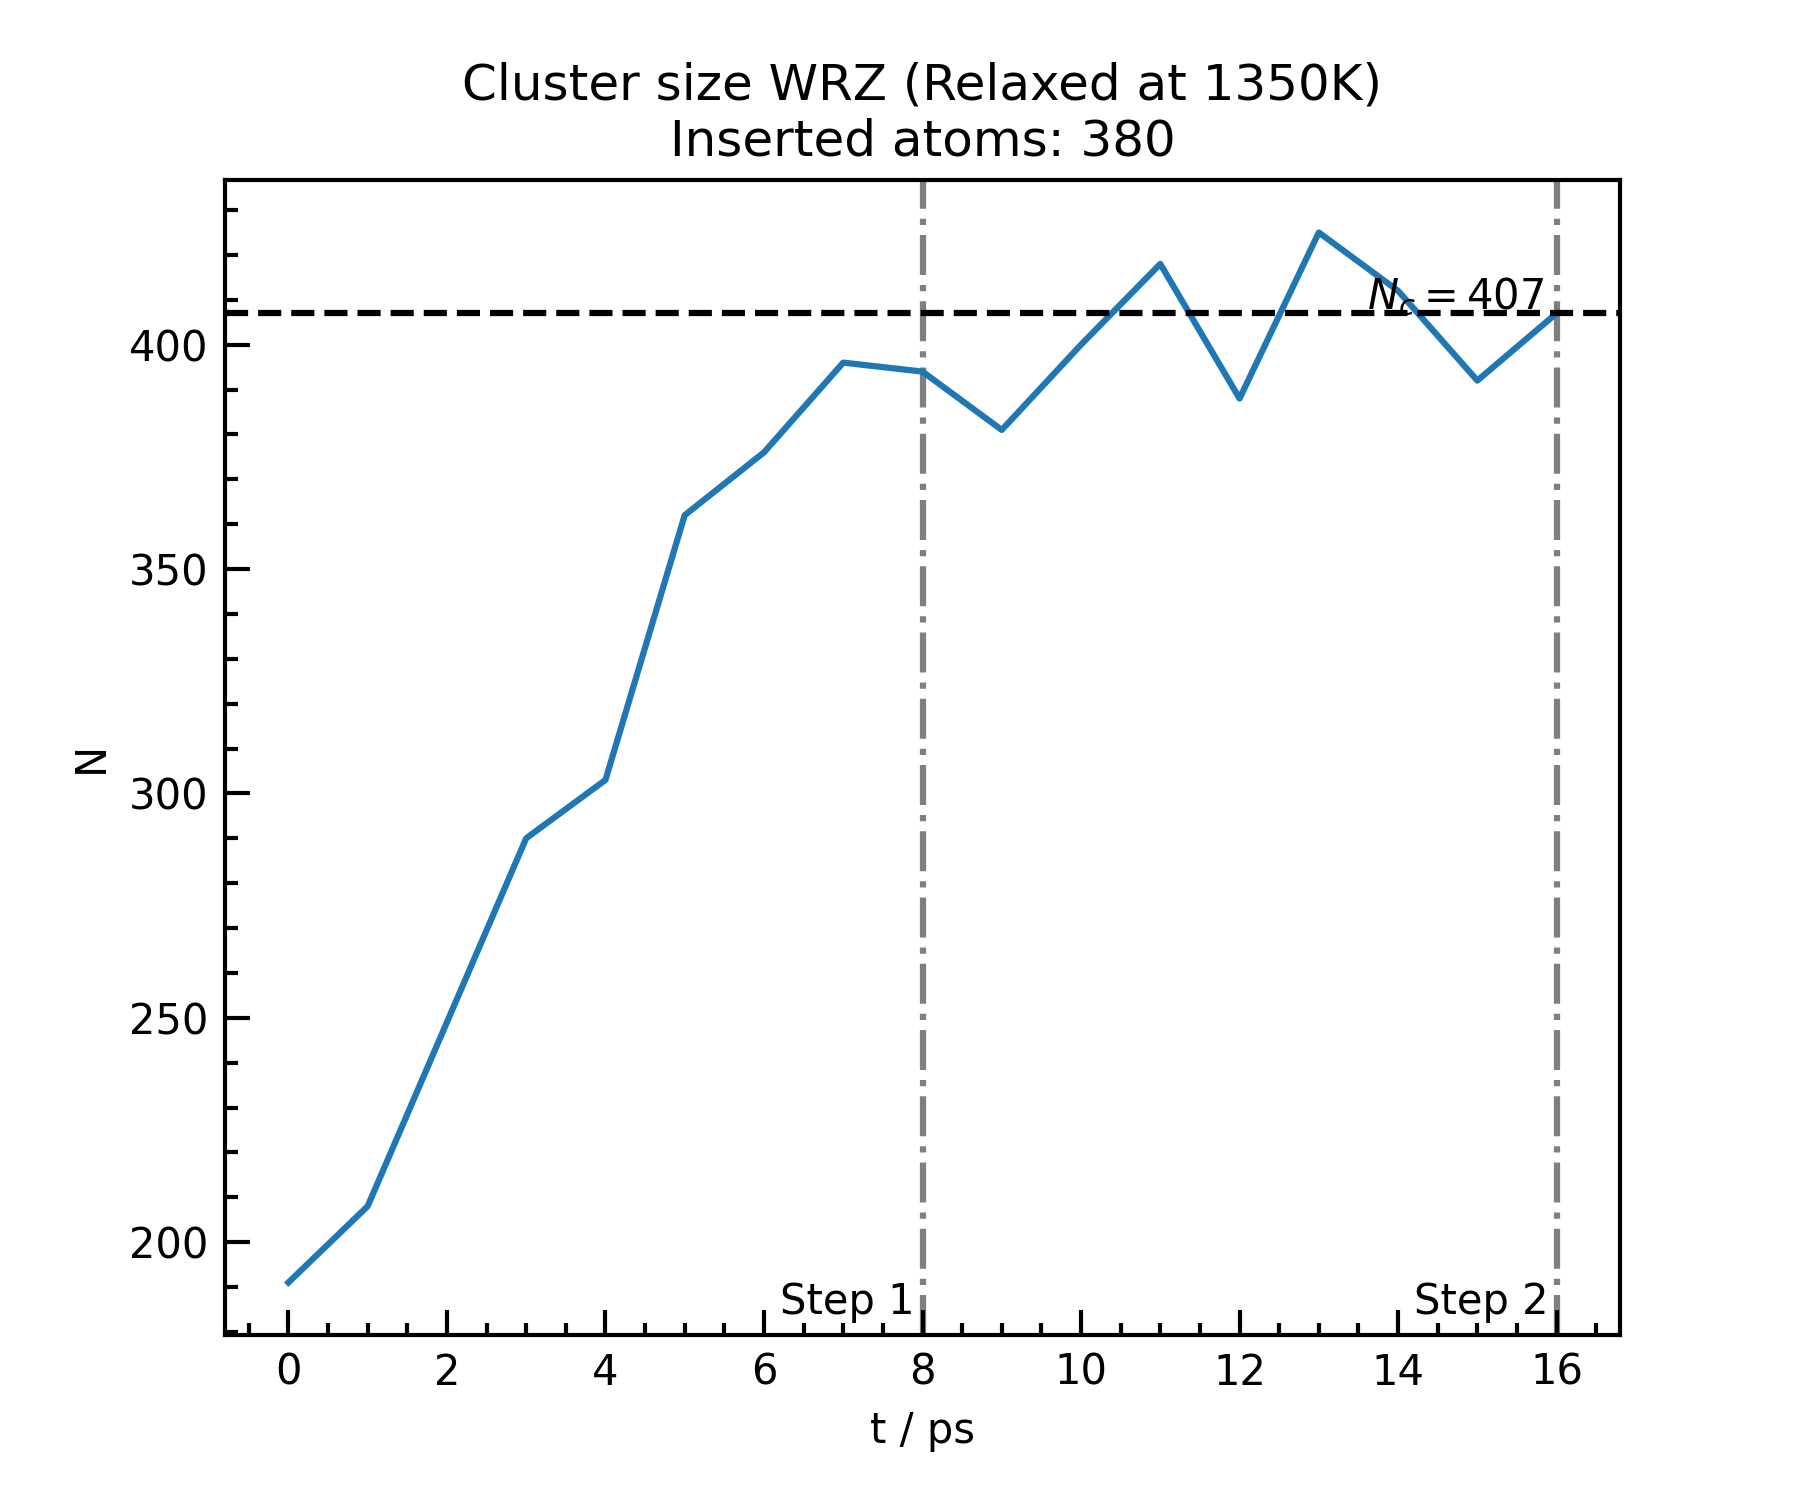 Cluster size WRZ (Relaxed at 1350K)
Inserted atoms: 380
N_c = 407
400
350
300
250
200
N
Step 1
Step 2
0 2 4 6 8 10 12 14 16
t / ps